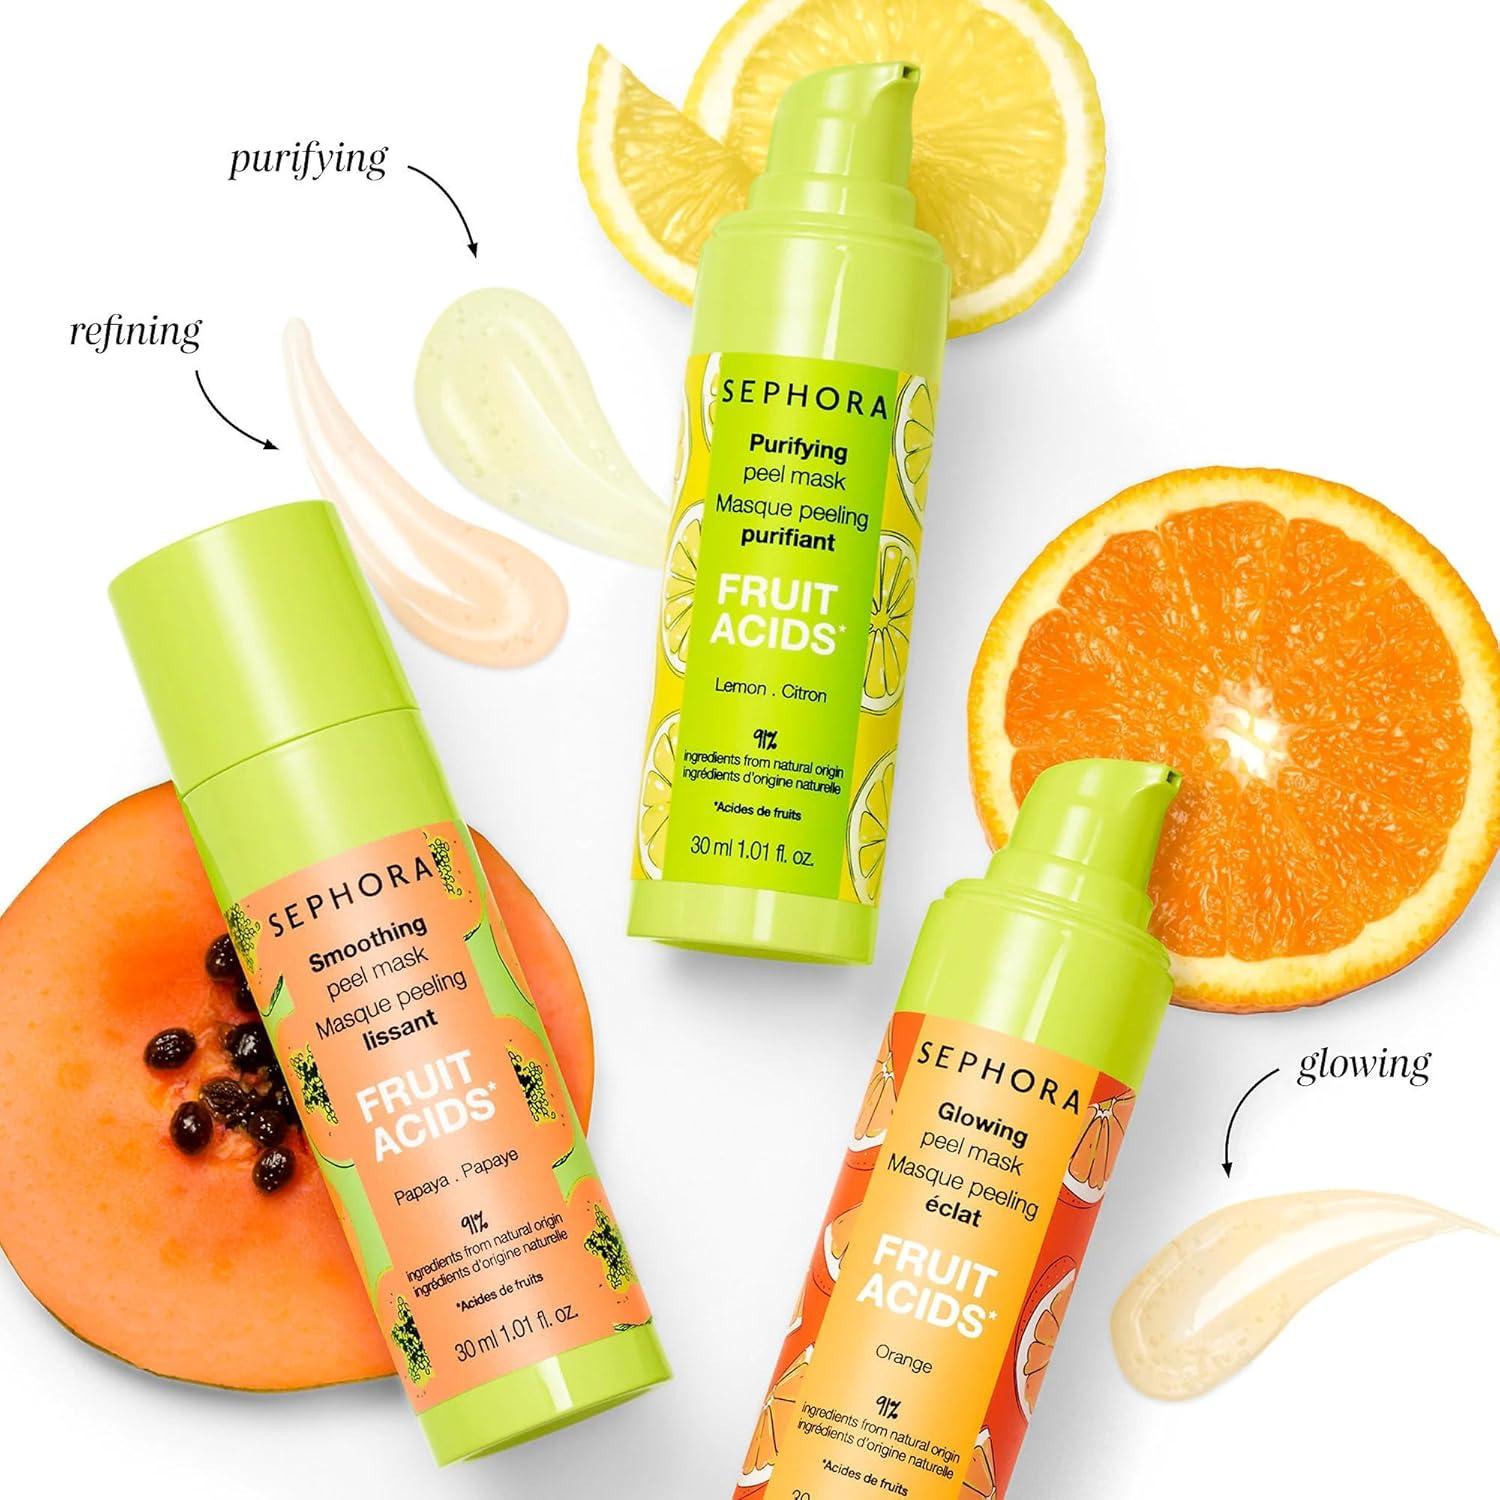 purifying
refining
SEPHORA
Purifying
peel mask
Masque peeling
purifiant
FRUIT
ACIDS*
Lemon . Citron
91%
ingredients from natural origin
ingrédients d'origine naturelle
*Acides de fruits
30 ml 1.01 fl. oz.
SEPHORA
Smoothing
peel mask
Masque peeling
lissant
FRUIT
ACIDS*
Papaya . Papaye
91%
ingredients from natural origin
ingrédients d'origine naturelle
*Acides de fruits
30 ml 1.01 fl. oz.
glowing
SEPHORA
Glowing
peel mask
Masque peeling
éclat
FRUIT
ACIDS*
Orange
91%
ingredients from natural origin
ingrédients d'origine naturelle
*Acides de fruits